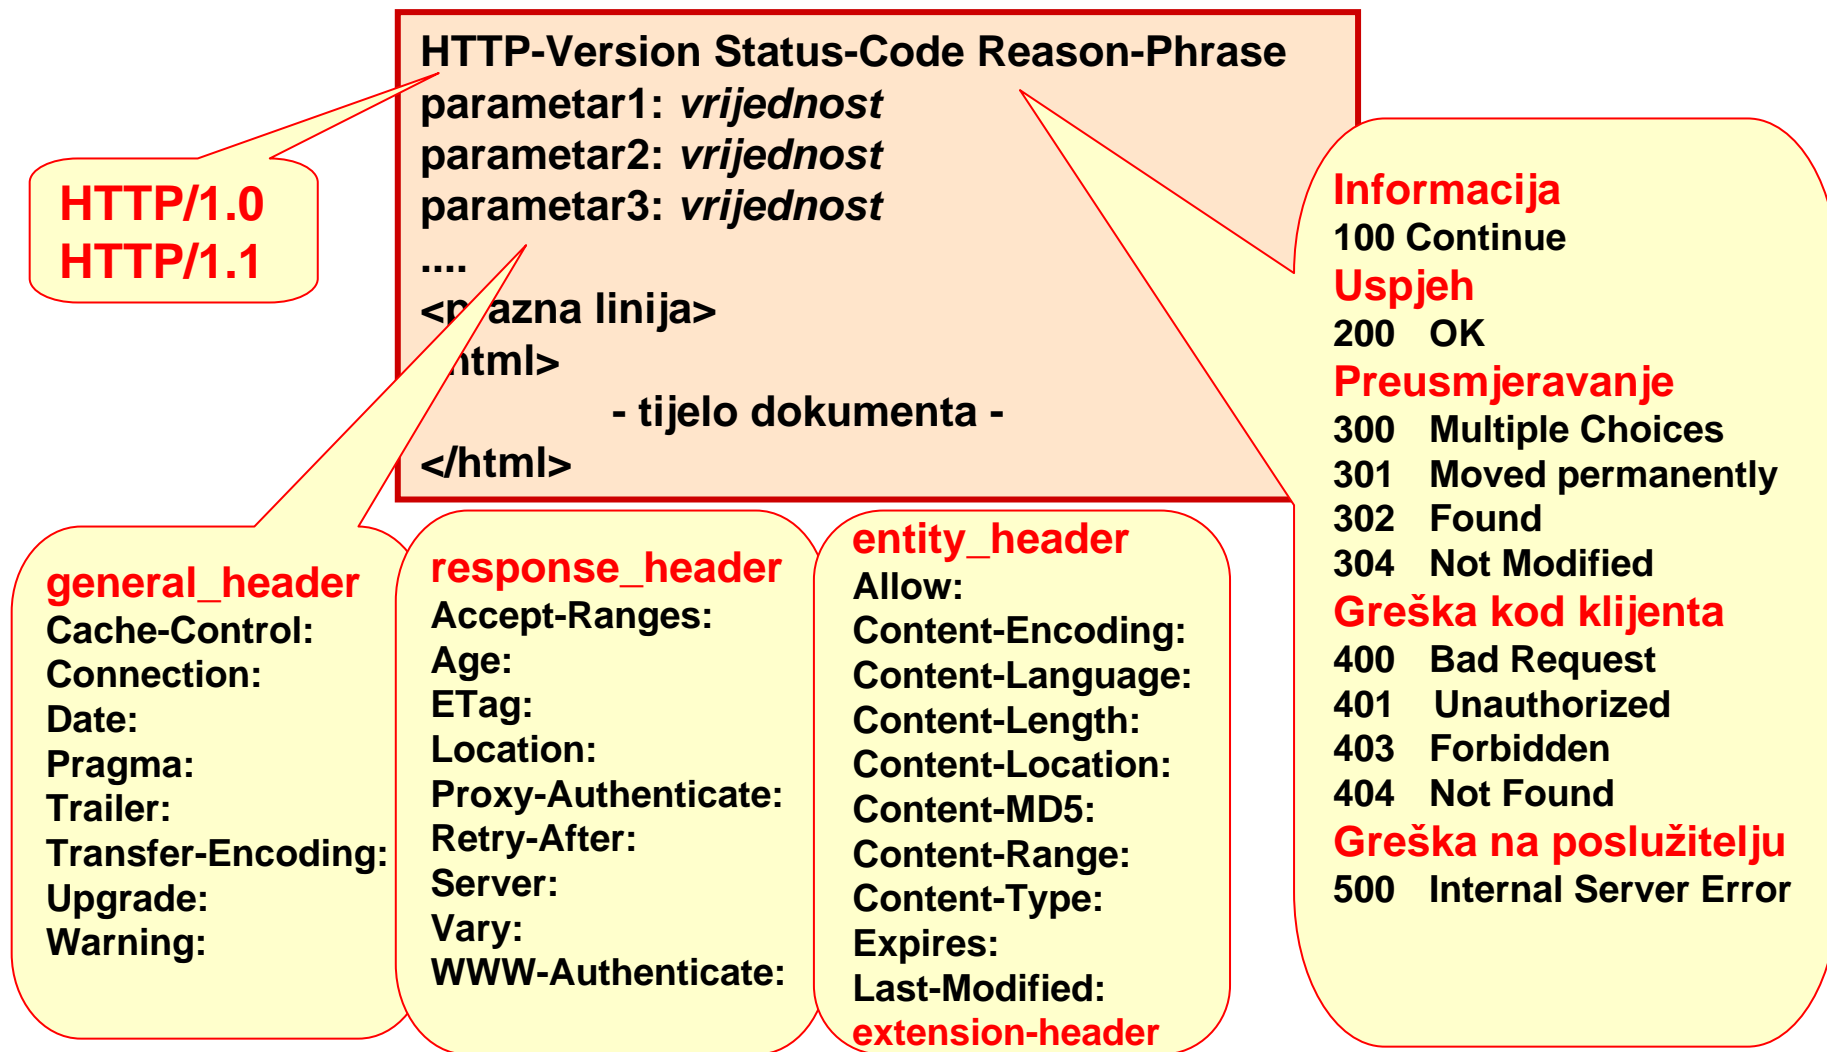 HTTP-Version Status-Code Reason-Phrase
parametar1: vrijednost
parametar2: vrijednost
parametar3: vrijednost
....
<prazna linija>
<html>
- tijelo dokumenta -
</html>
HTTP/1.0
HTTP/1.1
general_header
Cache-Control:
Connection:
Date:
Pragma:
Trailer:
Transfer-Encoding:
Upgrade:
Warning:
response_header
Accept-Ranges:
Age:
ETag:
Location:
Proxy-Authenticate:
Retry-After:
Server:
Vary:
WWW-Authenticate:
entity_header
Allow:
Content-Encoding:
Content-Language:
Content-Length:
Content-Location:
Content-MD5:
Content-Range:
Content-Type:
Expires:
Last-Modified:
extension-header
Informacija
100 Continue
Uspjeh
200 OK
Preusmjeravanje
300 Multiple Choices
301 Moved permanently
302 Found
304 Not Modified
Greška kod klijenta
400 Bad Request
401 Unauthorized
403 Forbidden
404 Not Found
Greška na poslužitelju
500 Internal Server Error